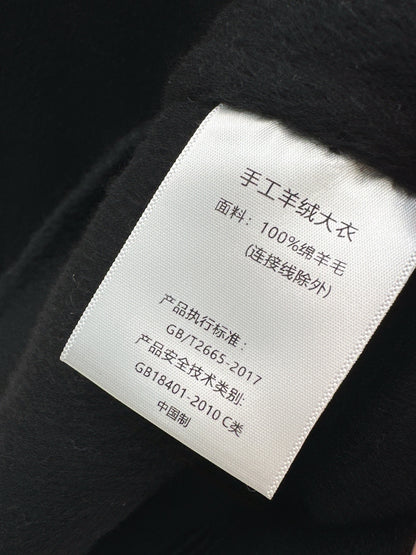 手工羊绒大衣
面料：100%绵羊毛
(连接线除外)
产品执行标准：
GB/T2665-2017
产品安全技术类别:
GB18401-2010 C类
中国制